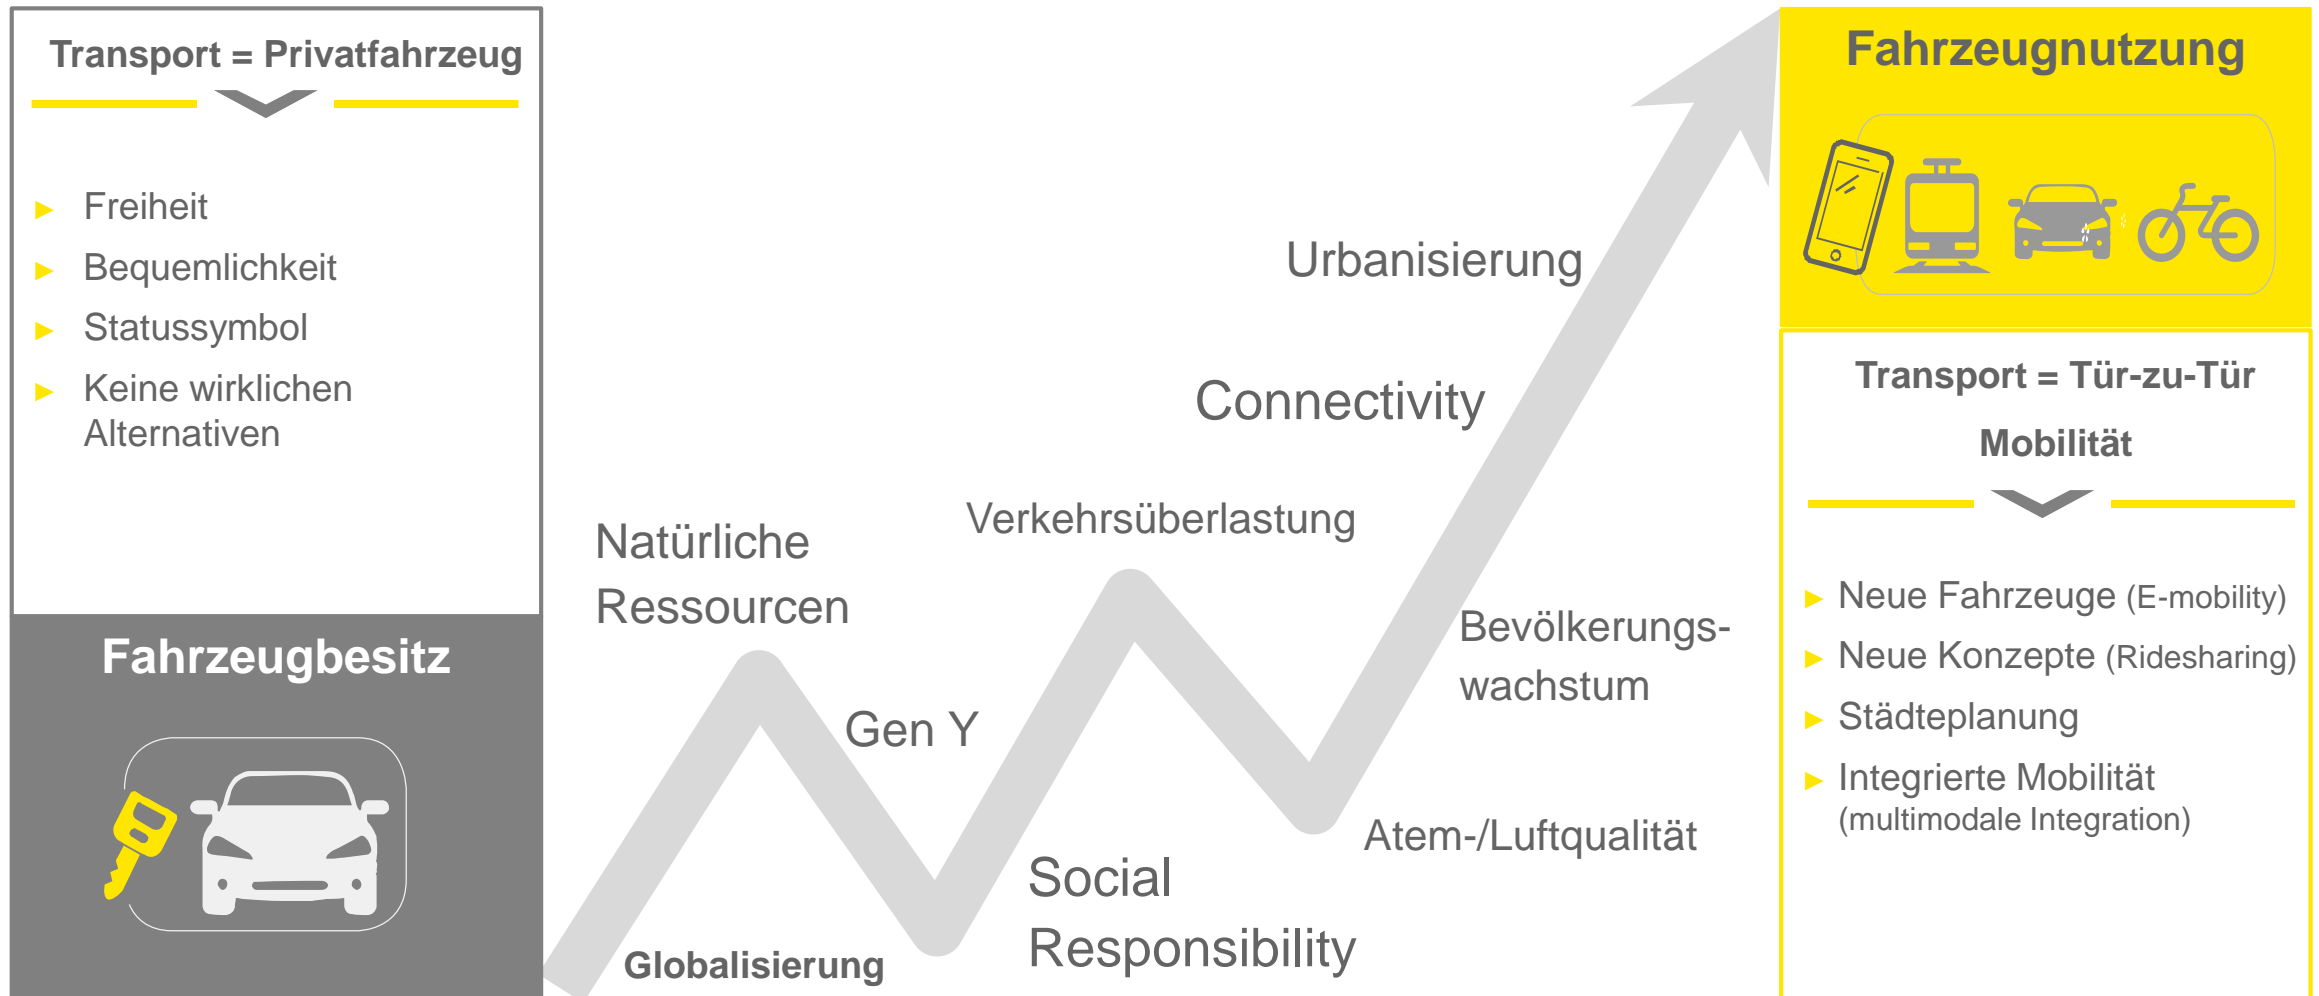 Transport = Privatfahrzeug
► Freiheit
► Bequemlichkeit
► Statussymbol
► Keine wirklichen
Alternativen
Fahrzeugbesitz
Natürliche
Ressourcen
Gen Y
Globalisierung
Verkehrsüberlastung
Social
Responsibility
Urbanisierung
Connectivity
Bevölkerungs-
wachstum
Atem-/Luftqualität
Fahrzeugnutzung
Transport = Tür-zu-Tür
Mobilität
► Neue Fahrzeuge (E-mobility)
► Neue Konzepte (Ridesharing)
► Städteplanung
► Integrierte Mobilität
(multimodale Integration)